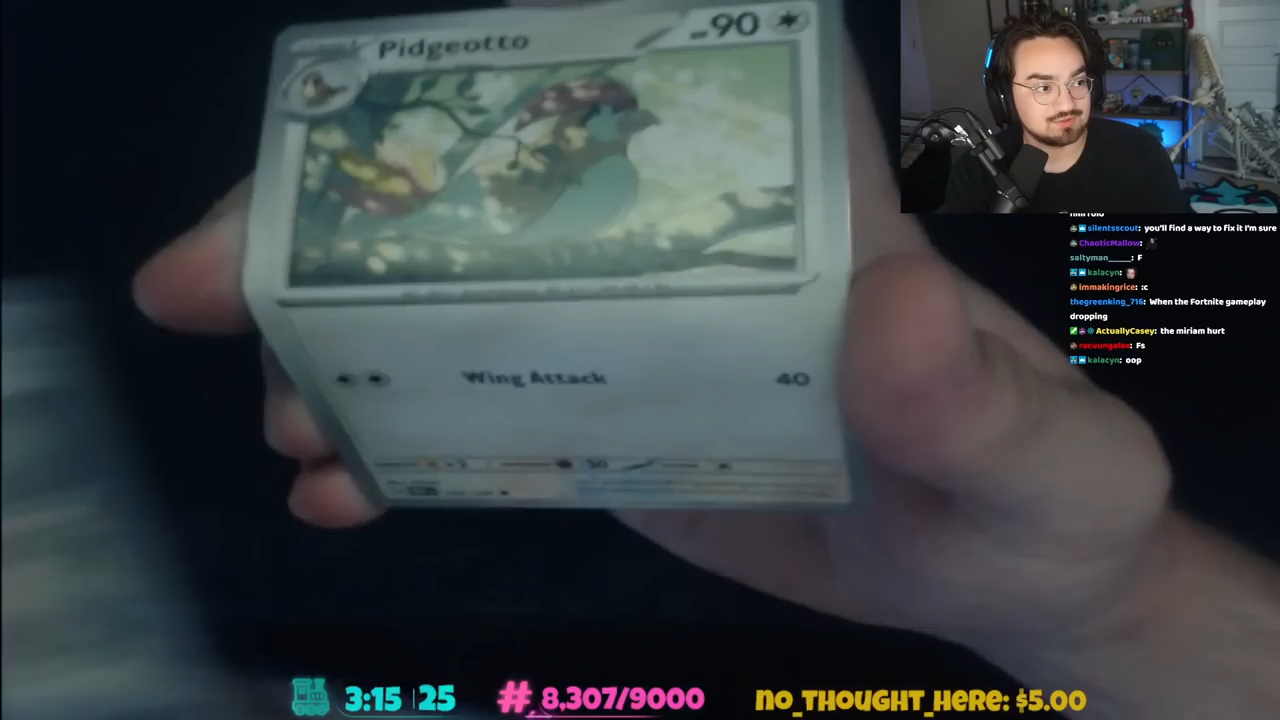 Pidgeotto
90
Wing Attack 40
silentsscout: you'll find a way to fix it I'm sure
ChaoticMallow:
saltyman_____: F
kalacyn:
immakingrice: :c
thegreenking_716: When the Fortnite gameplay
dropping
ActuallyCasey: the miriam hurt
racuungalax: Fs
kalacyn: oop
3:15 | 25
# 8,307/9000
NO_THOUGHT_HERE: $5.00